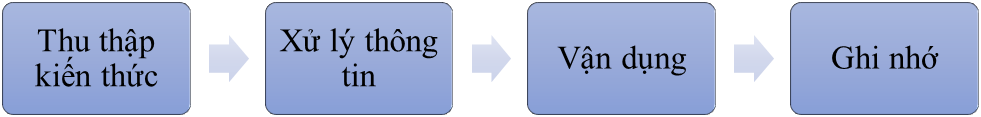 Thu thập
kiến thức
Xử lý thông
tin
Vận dụng
Ghi nhớ